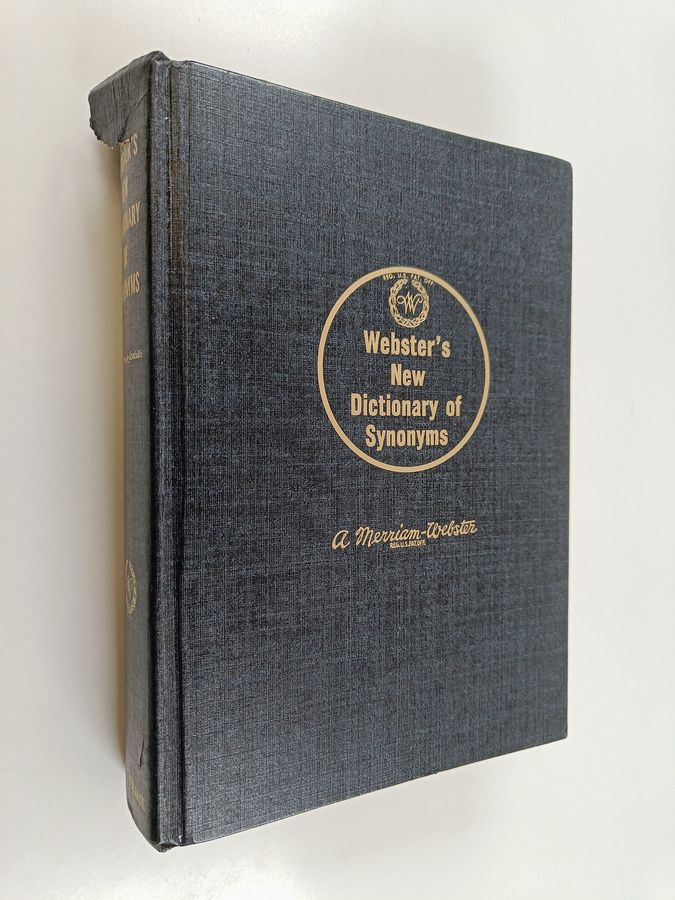 REG. U.S. PAT. OFF.
W
Webster's
New
Dictionary of
Synonyms
A Merriam-Webster
REG.U.S.PAT.OFF.